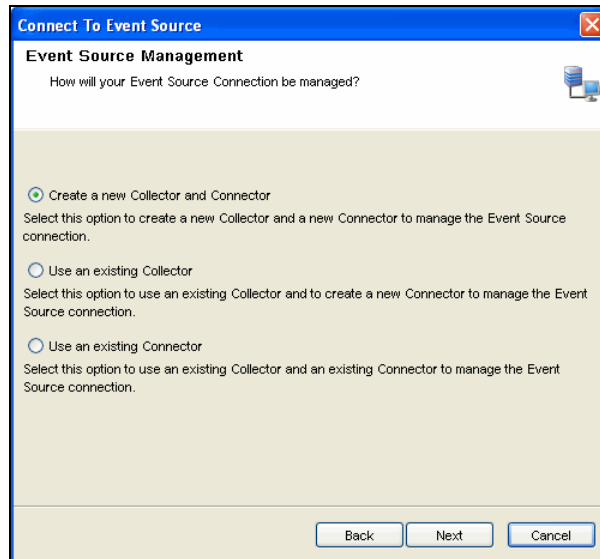 Connect To Event Source
Event Source Management
How will your Event Source Connection be managed?
Create a new Collector and Connector
Select this option to create a new Collector and a new Connector to manage the Event Source
connection.
Use an existing Collector
Select this option to use an existing Collector and to create a new Connector to manage the Event
Source connection.
Use an existing Connector
Select this option to use an existing Collector and an existing Connector to manage the Event
Source connection.
Back
Next
Cancel